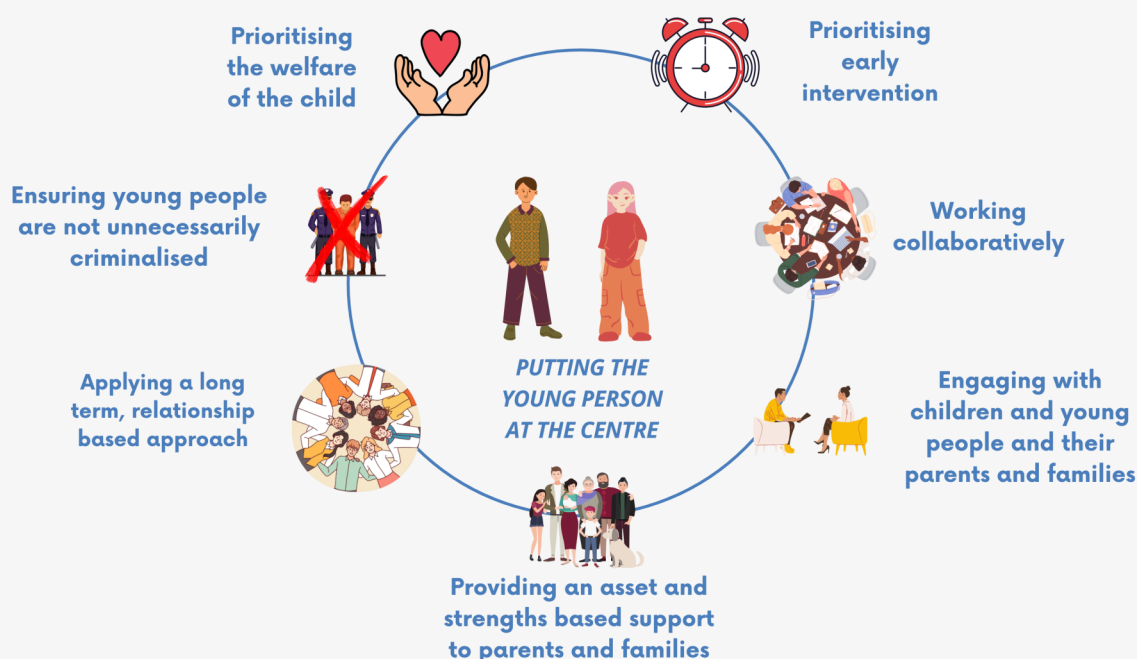 Prioritising
the welfare
of the child
Prioritising
early
intervention
Working
collaboratively
Engaging with
children and young
people and their
parents and families
Providing an asset and
strengths based support
to parents and families
Applying a long
term, relationship
based approach
Ensuring young people
are not unnecessarily
criminalised
PUTTING THE
YOUNG PERSON
AT THE CENTRE